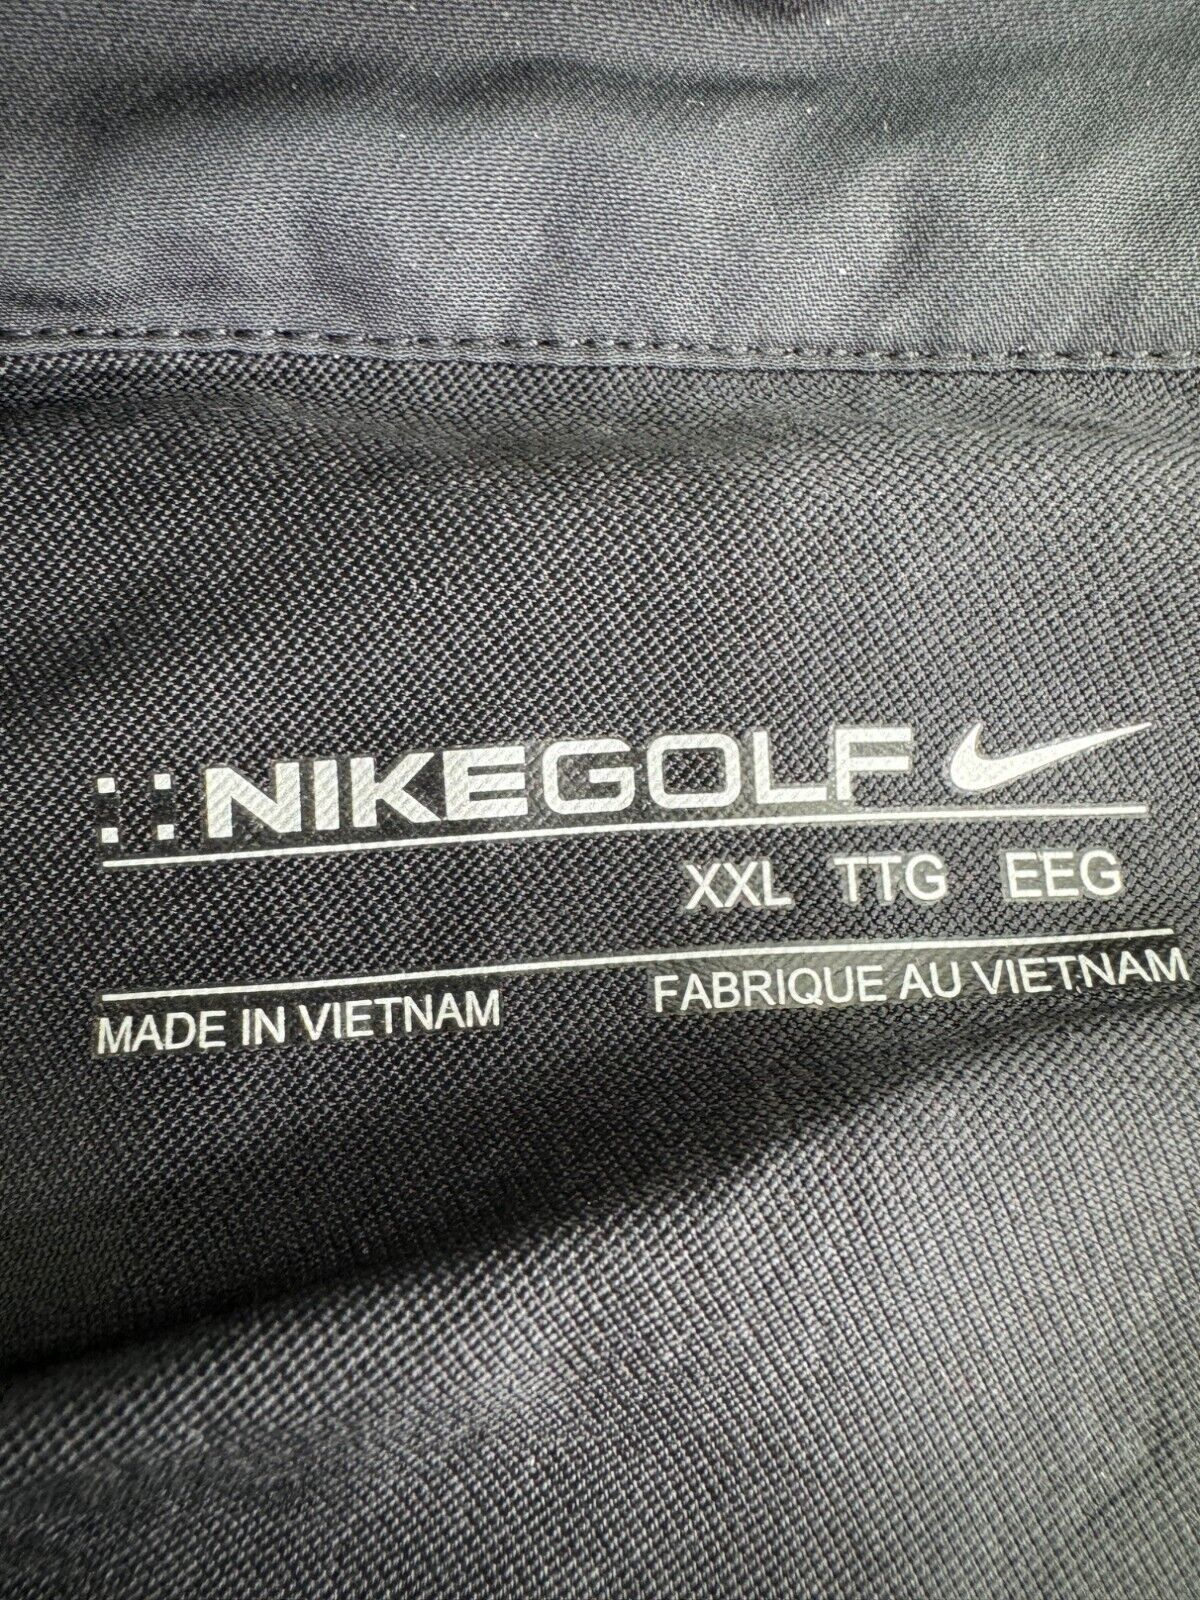 NIKEGOLF
XXL TTG EEG
MADE IN VIETNAM FABRIQUE AU VIETNAM